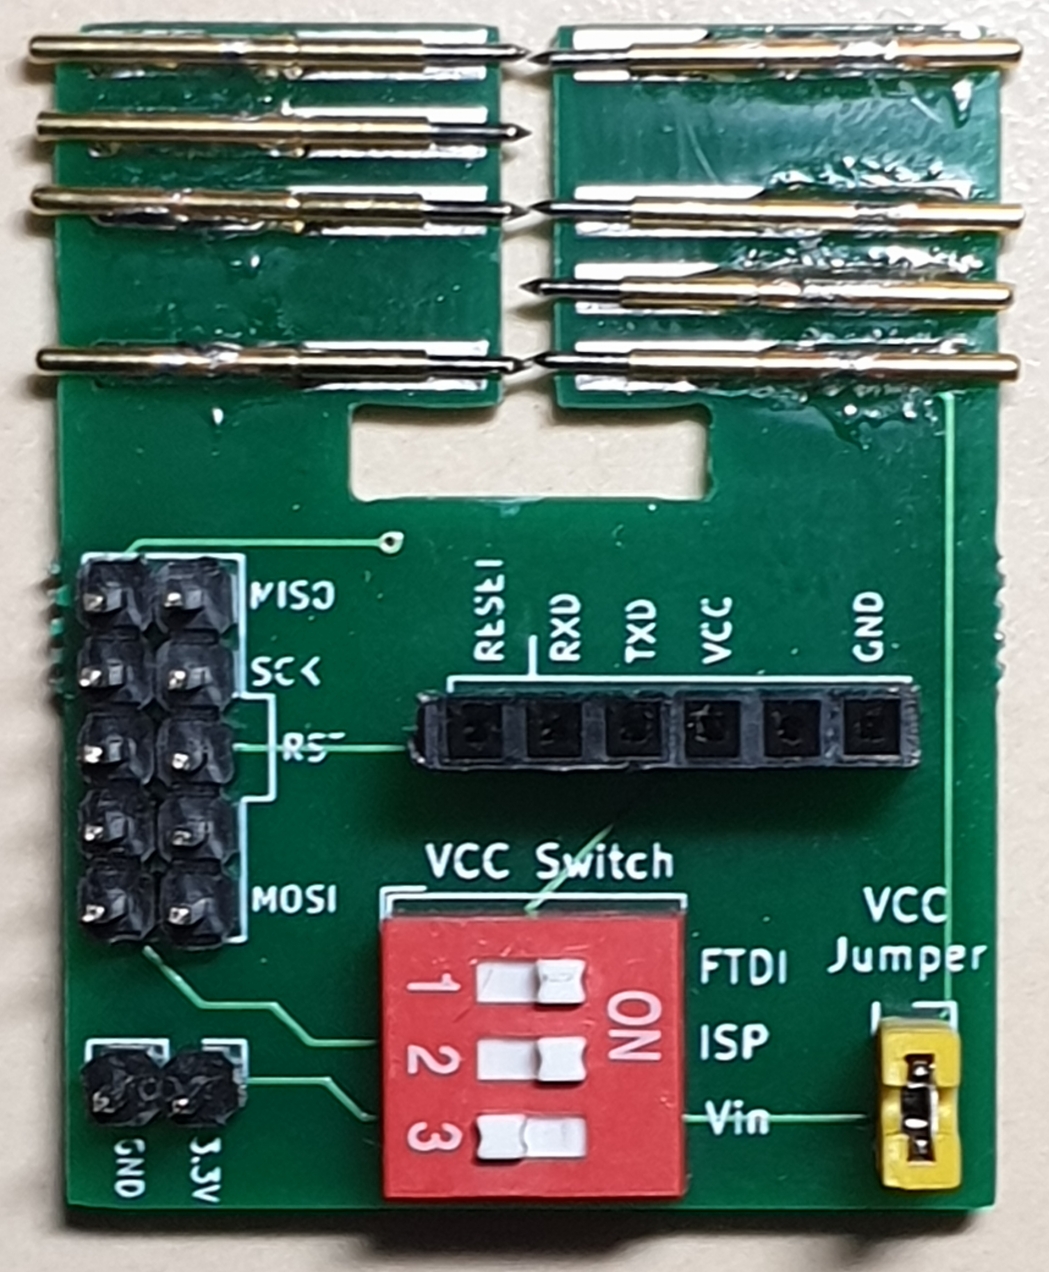 MISO
SCK
RST
MOSI
RESET
RXD
TXD
VCC
GND
VCC Switch
1
2
3
ON
FTDI
ISP
Vin
VCC
Jumper
GND
3.3V